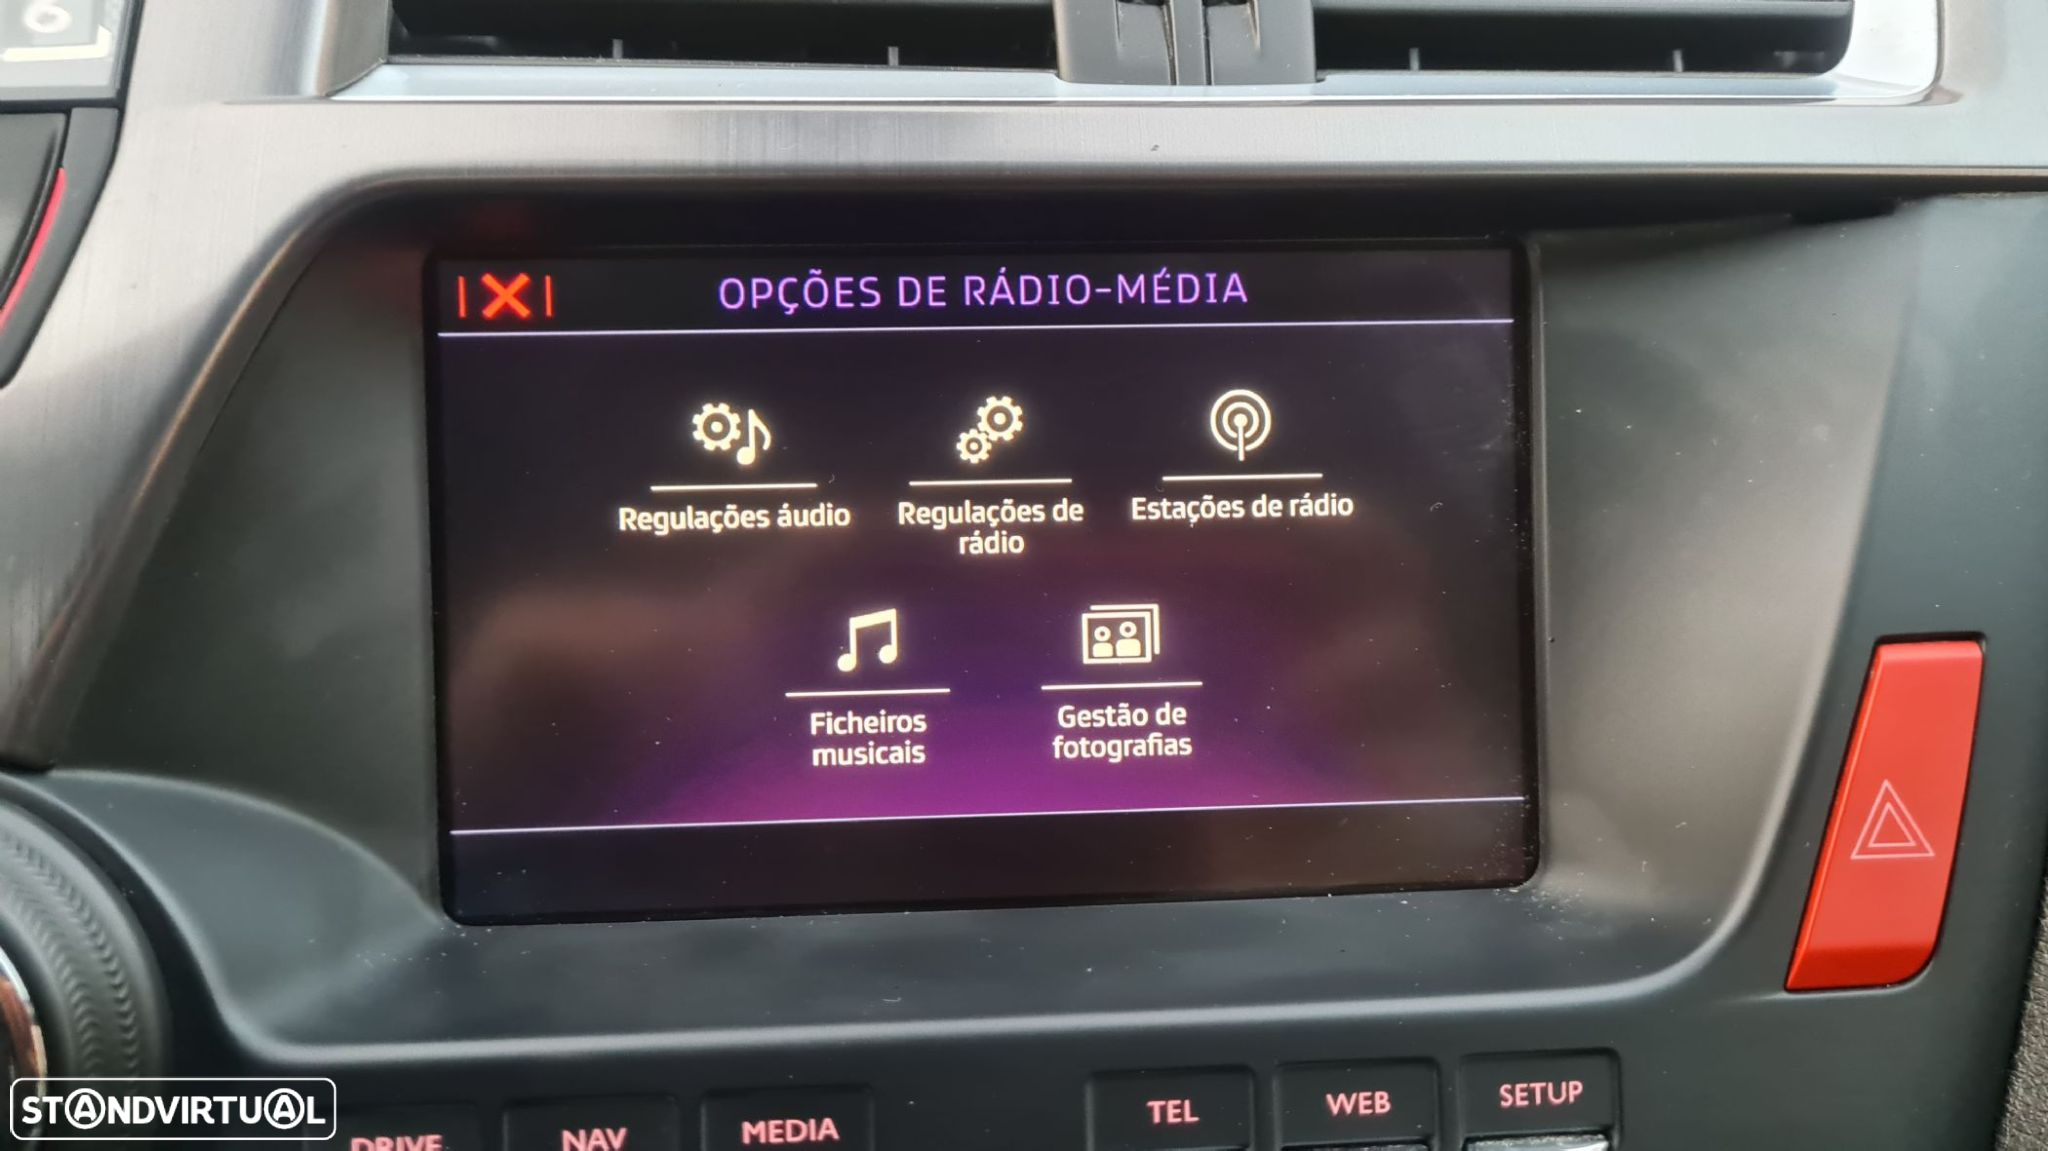 OPÇÕES DE RÁDIO-MÉDIA
Regulações áudio
Regulações de
rádio
Estações de rádio
Ficheiros
musicais
Gestão de
fotografias
DRIVE
NAV
MEDIA
TEL
WEB
SETUP
STANDVIRTUAL